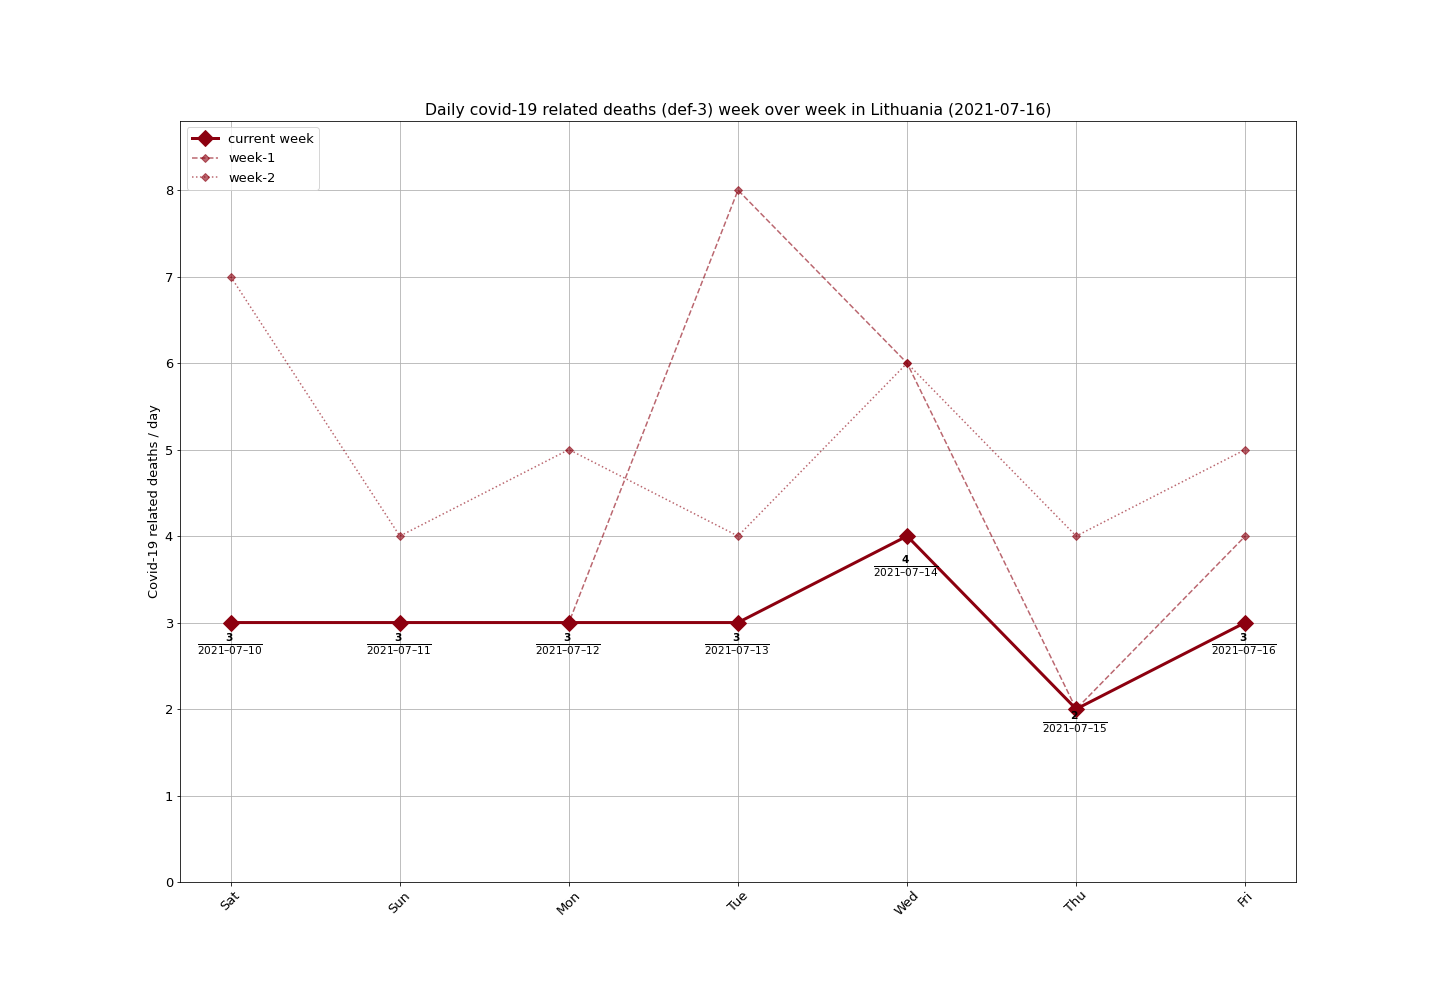 Daily covid-19 related deaths (def-3) week over week in Lithuania (2021-07-16)
current week
week-1
week-2
Covid-19 related deaths / day
8
7
6
5
4
3
2
1
0
3
2021–07–10
3
2021–07–11
3
2021–07–12
3
2021–07–13
4
2021–07–14
2
2021–07–15
3
2021–07–16
Sat
Sun
Mon
Tue
Wed
Thu
Fri